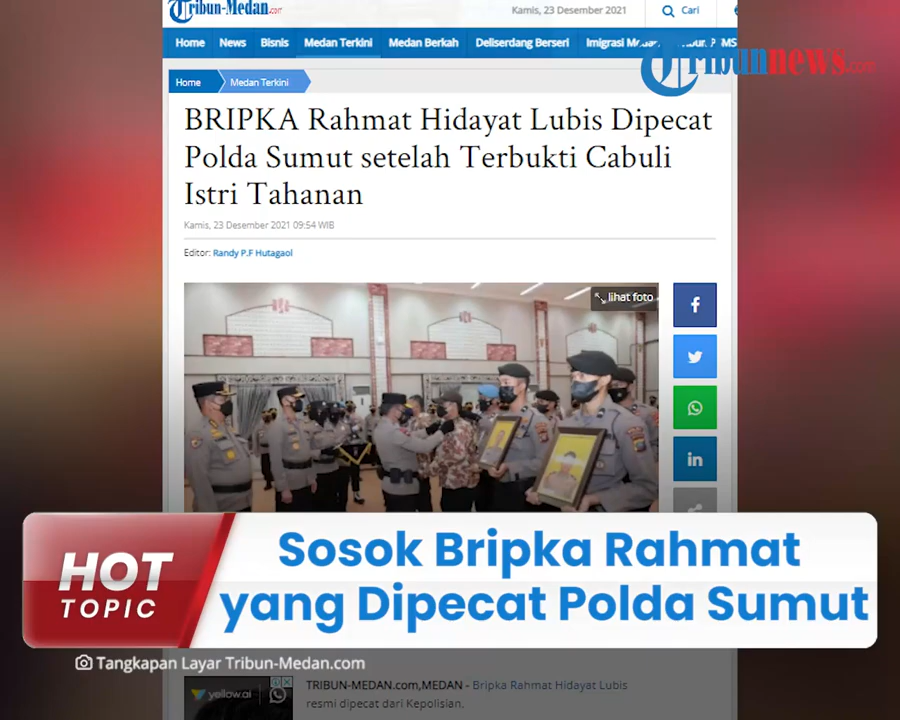 Tribun-Medan.com
Kamis, 23 Desember 2021
Cari
Home News Bisnis Medan Terkini Medan Berkah Deliserdang Berseri Imigrasi
Tribunnews.com
Home Medan Terkini
BRIPKA Rahmat Hidayat Lubis Dipecat
Polda Sumut setelah Terbukti Cabuli
Istri Tahanan
Kamis, 23 Desember 2021 09:54 WIB
Editor: Randy P.F Hutagaol
lihat foto
HOT
TOPIC
Sosok Bripka Rahmat
yang Dipecat Polda Sumut
Tangkapan Layar Tribun-Medan.com
yellow.ai
TRIBUN-MEDAN.com,MEDAN - Bripka Rahmat Hidayat Lubis
resmi dipecat dari Kepolisian.